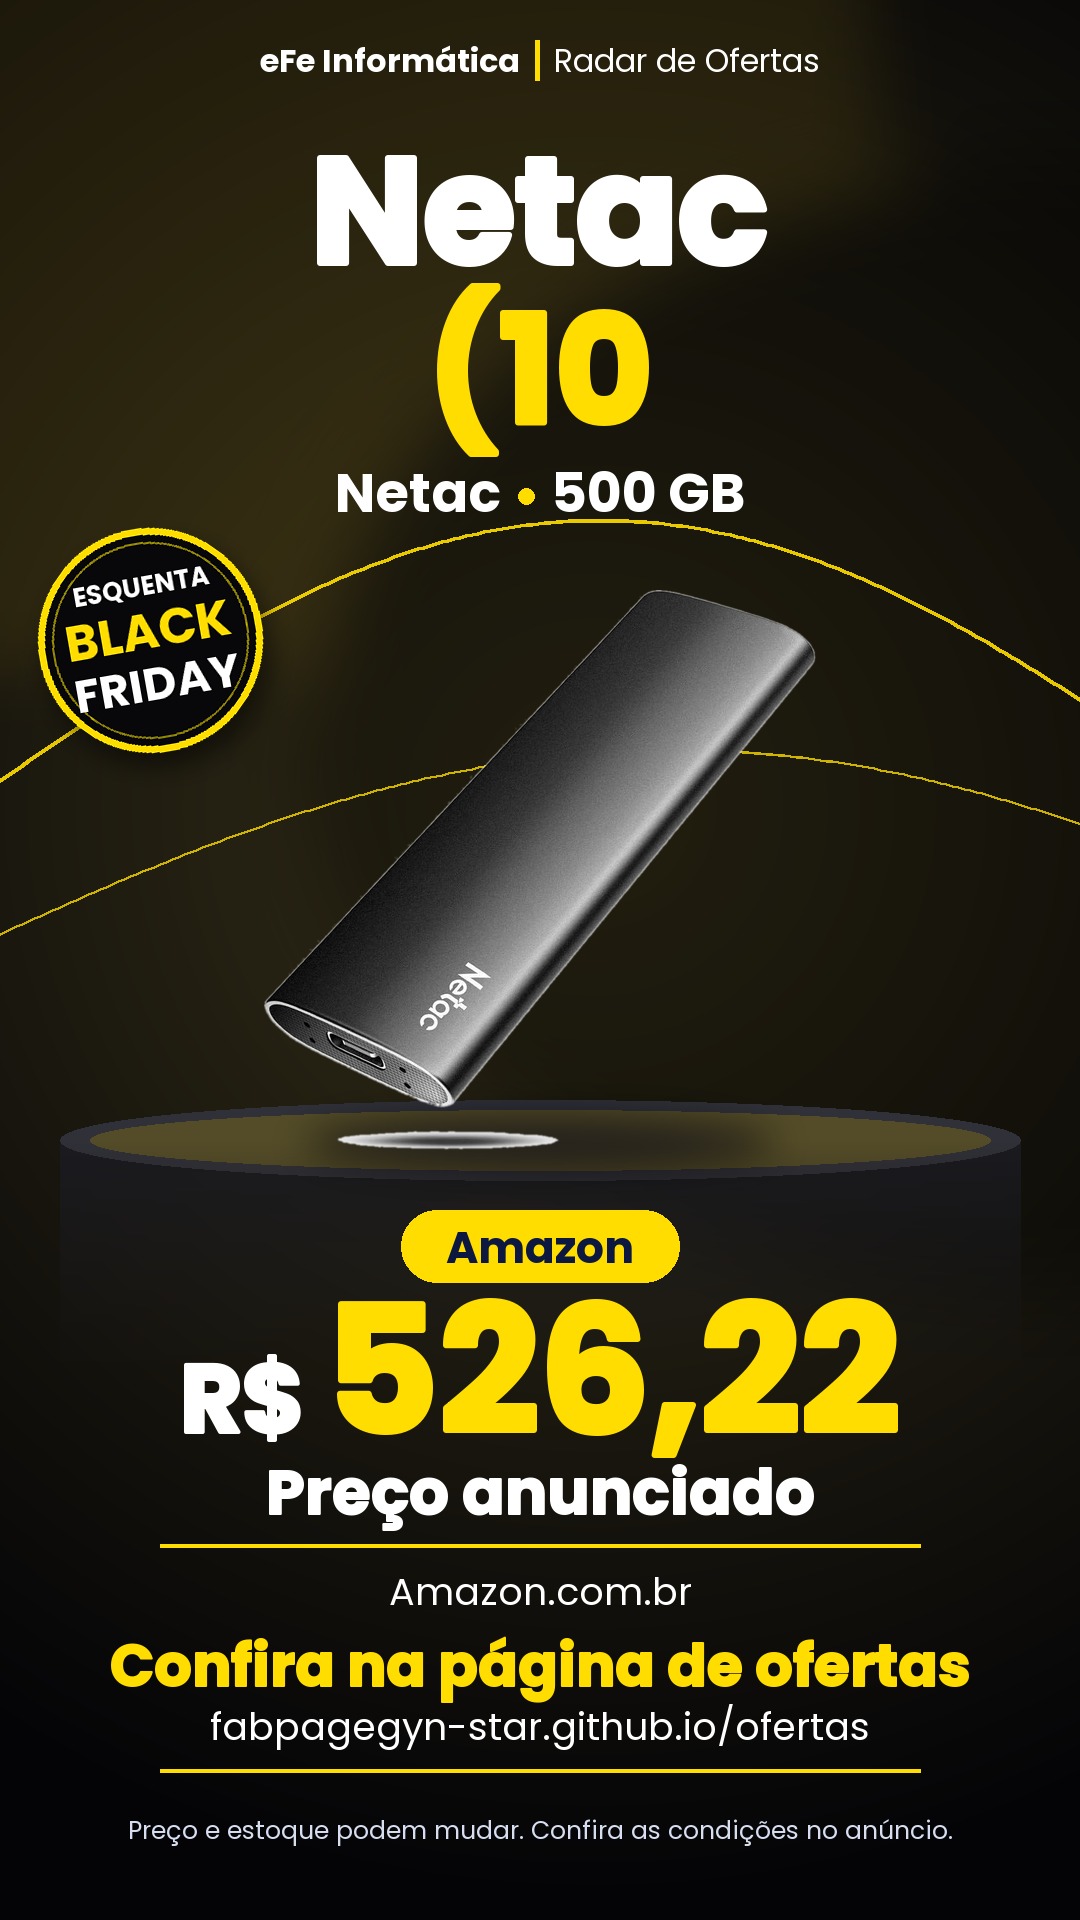 eFe Informática | Radar de Ofertas
Netac
(10
Netac • 500 GB
ESQUENTA
BLACK
FRIDAY
Netac
Amazon
R$ 526,22
Preço anunciado
Amazon.com.br
Confira na página de ofertas
fabpagegyn-star.github.io/ofertas
Preço e estoque podem mudar. Confira as condições no anúncio.